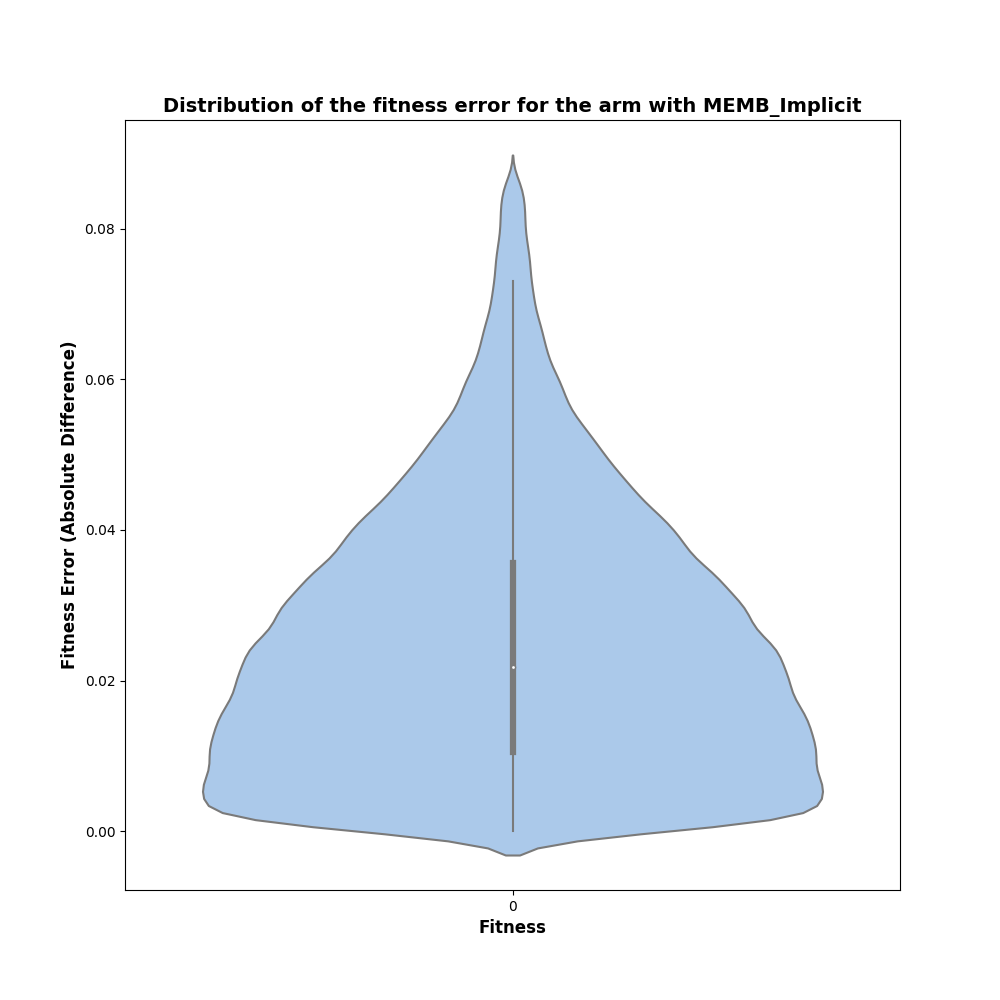 Distribution of the fitness error for the arm with MEMB_Implicit
Fitness Error (Absolute Difference)
0.08
0.06
0.04
0.02
0.00
0
Fitness